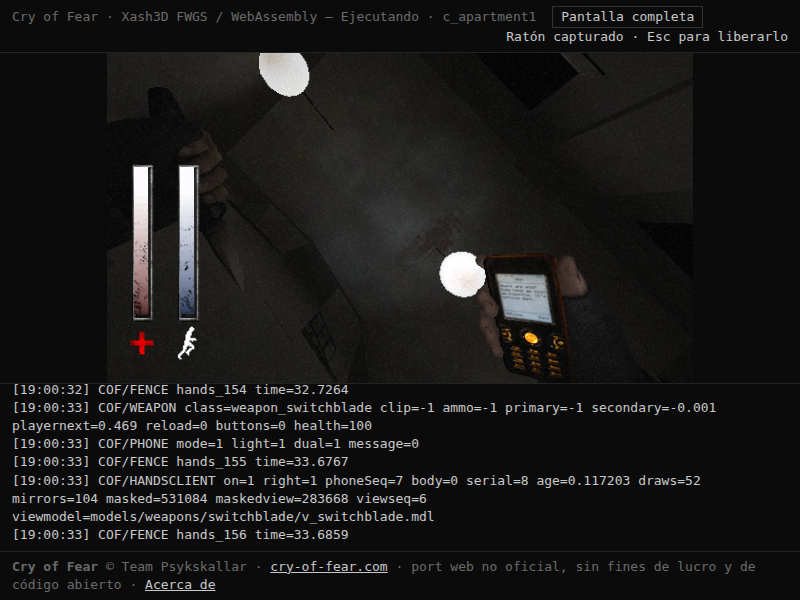 Cry of Fear · Xash3D FWGS / WebAssembly — Ejecutando · c_apartment1
Pantalla completa
Ratón capturado · Esc para liberarlo
[19:00:32] COF/FENCE hands_154 time=32.7264
[19:00:33] COF/WEAPON class=weapon_switchblade clip=-1 ammo=-1 primary=-1 secondary=-0.001
playernext=0.469 reload=0 buttons=0 health=100
[19:00:33] COF/PHONE mode=1 light=1 dual=1 message=0
[19:00:33] COF/FENCE hands_155 time=33.6767
[19:00:33] COF/HANDSCLIENT on=1 right=1 phoneSeq=7 body=0 serial=8 age=0.117203 draws=52
mirrors=104 masked=531084 maskedview=283668 viewseq=6
viewmodel=models/weapons/switchblade/v_switchblade.mdl
[19:00:33] COF/FENCE hands_156 time=33.6859
Cry of Fear © Team Psykskallar · cry-of-fear.com · port web no oficial, sin fines de lucro y de
código abierto · Acerca de